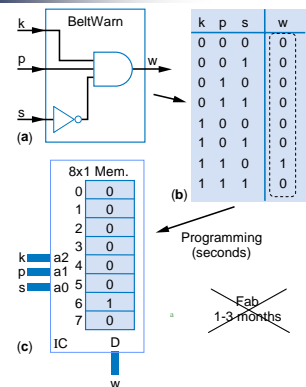 BeltWarn
k
p
s
w
(a)
k p s w
0 0 0 0
0 0 1 0
0 1 0 0
0 1 1 0
1 0 0 0
1 0 1 0
1 1 0 1
1 1 1 0
(b)
8x1 Mem.
0 0
1 0
2 0
3 0
4 0
5 0
6 1
7 0
k a2
p a1
s a0
(c) IC D
w
Programming
(seconds)
a
Fab
1-3 months